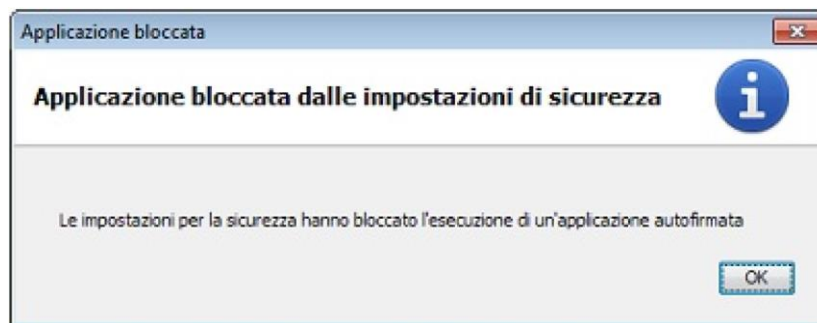 Applicazione bloccata
Applicazione bloccata dalle impostazioni di sicurezza
Le impostazioni per la sicurezza hanno bloccato l'esecuzione di un'applicazione autofirmata
OK